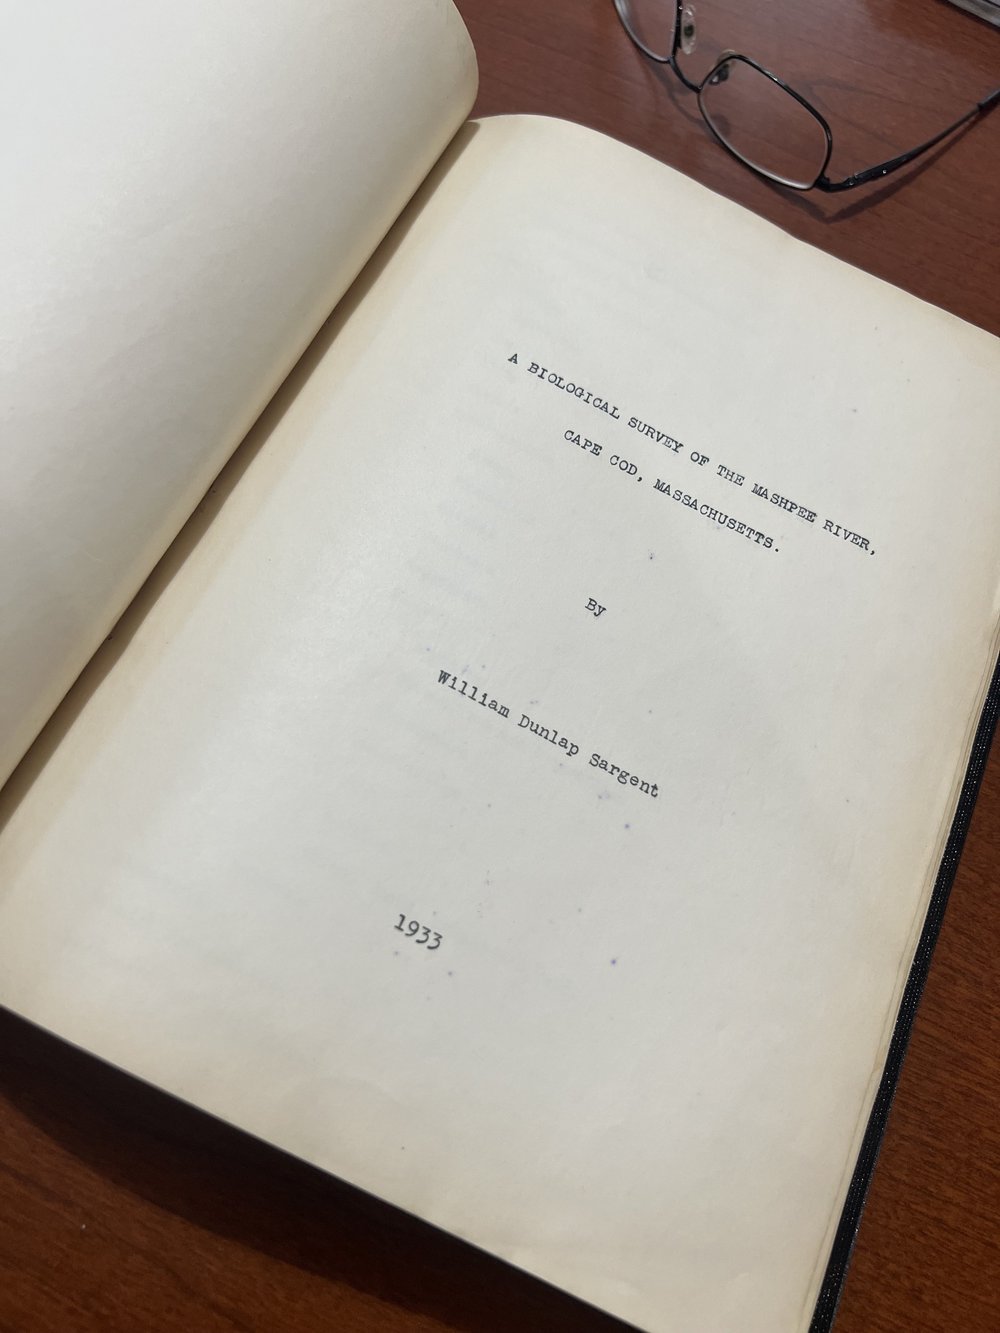 A BIOLOGICAL SURVEY OF THE MASHPEE RIVER,
CAPE COD, MASSACHUSETTS.
By
William Dunlap Sargent
1933